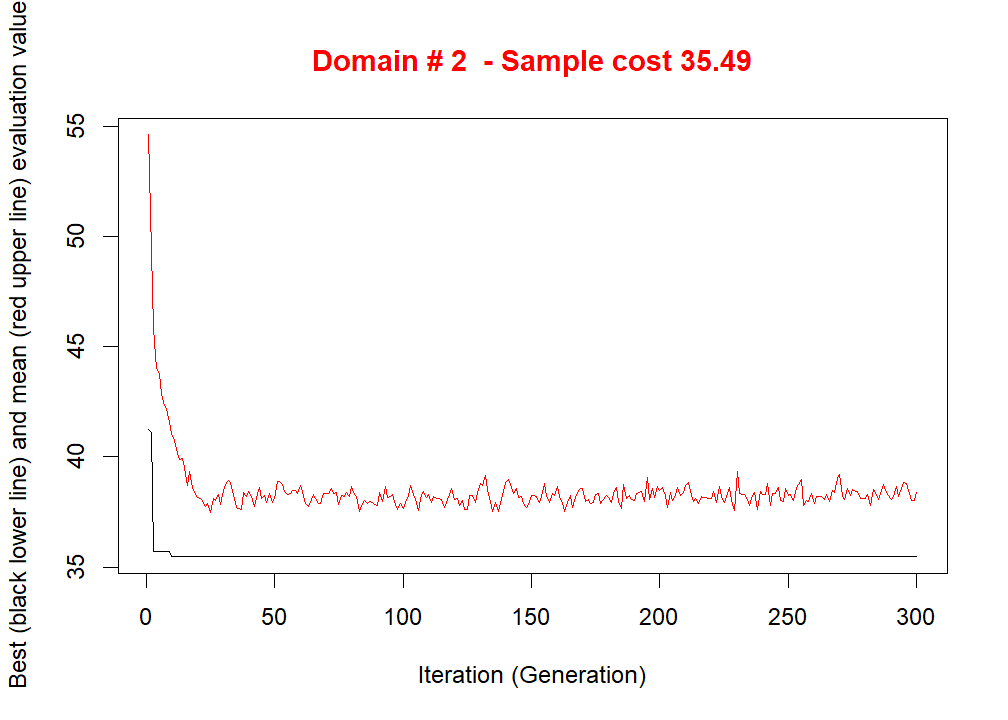 Domain # 2  - Sample cost 35.49
Best (black lower line) and mean (red upper line) evaluation value
55
50
45
40
35
0 50 100 150 200 250 300
Iteration (Generation)